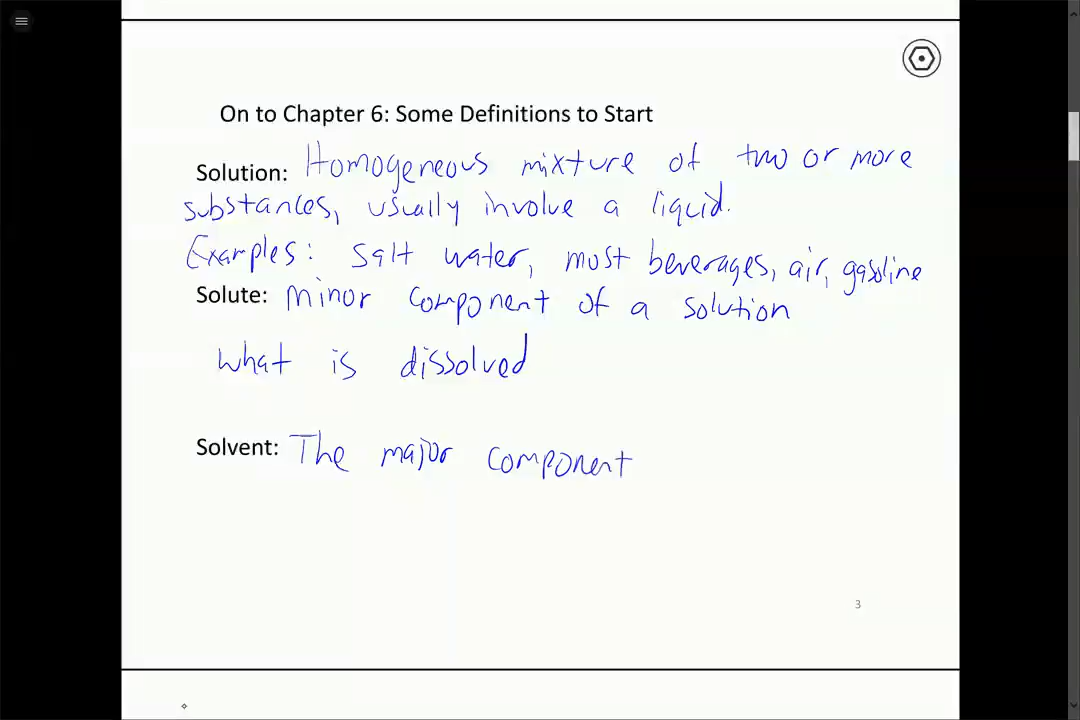 On to Chapter 6: Some Definitions to Start
Solution: Homogeneous mixture of two or more
substances, usually involve a liquid.
Examples: salt water, most beverages, air, gasoline
Solute: minor component of a solution
what is dissolved
Solvent: The major component
3